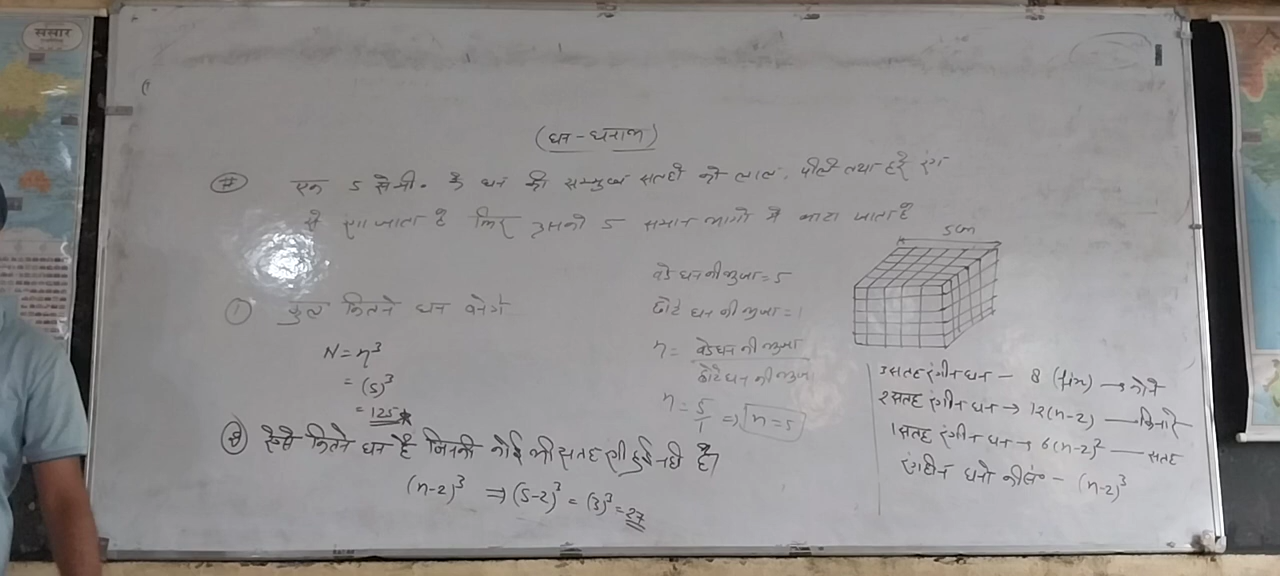 संसार
(घन - घनाभ)
# एक 5 सेमी. के घन की सम्मुख सतहों को लाल, पीले तथा हरे रंग
से रंगा जाता है फिर उसको 5 समान भागों में काटा जाता है
5cm
① कुल कितने घन बनेंगे
N = n³
= (5)³
= 125
बड़े घन की भुजा = 5
छोटे घन की भुजा = 1
n = बड़े घन की भुजा / छोटे घन की भुजा
n = 5/1 => n = 5
ऐसे कितने घन है जिनकी कोई भी सतह रंगी हुई नही है
(n-2)³ => (5-2)³ = (3)³ = 27
3 सतह रंगीन घन - 8 (fix) → कोने
2 सतह रंगीन घन → 12(n-2) — किनारे
1 सतह रंगीन घन → 6(n-2)² — सतह
रंगहीन घनो की सं० - (n-2)³